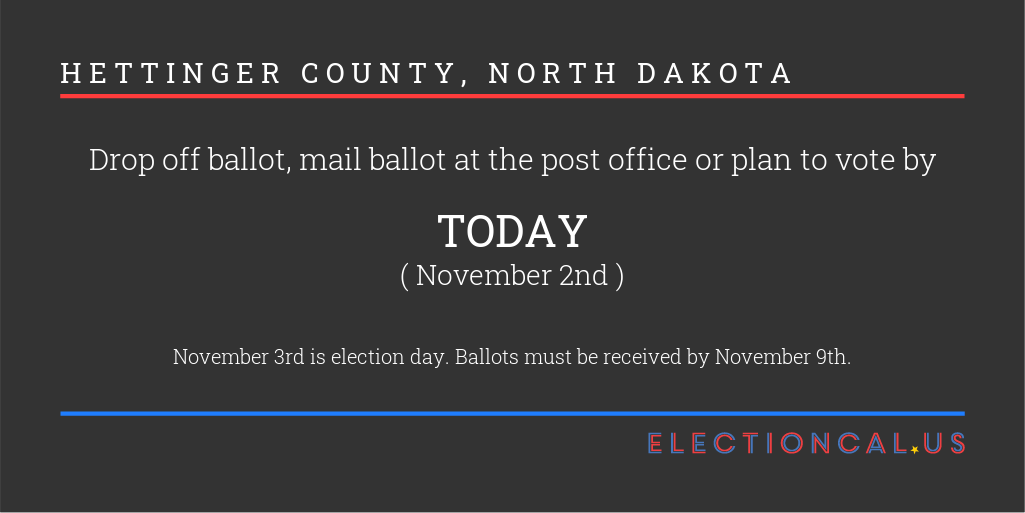 HETTINGER COUNTY, NORTH DAKOTA
Drop off ballot, mail ballot at the post office or plan to vote by
TODAY
( November 2nd )
November 3rd is election day. Ballots must be received by November 9th.
ELECTIONCAL.US